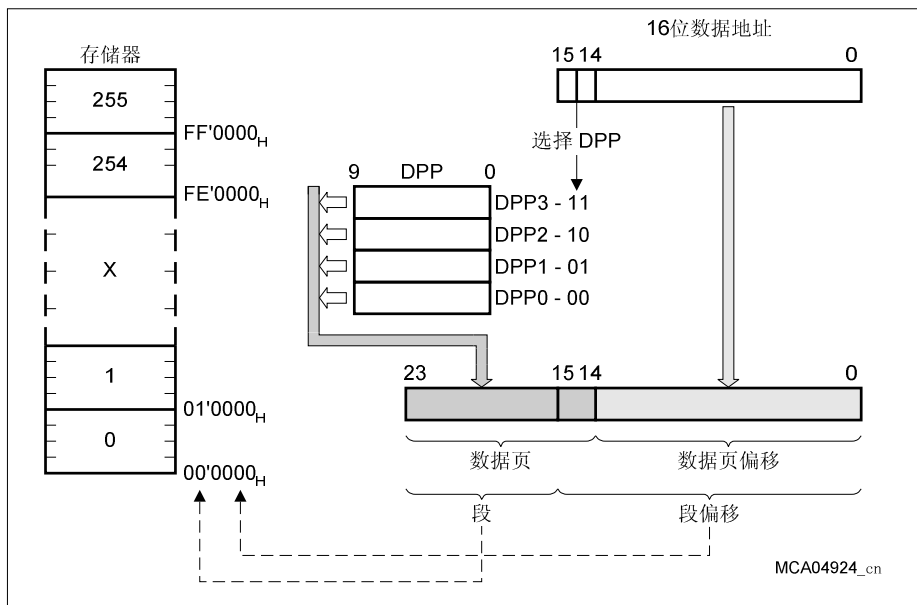 16位数据地址
存储器
15 14 0
255
FF'0000H
选择 DPP
254
9 DPP 0
FE'0000H
DPP3 - 11
DPP2 - 10
X
DPP1 - 01
DPP0 - 00
1
23 15 14 0
01'0000H
0
数据页 数据页偏移
00'0000H
段 段偏移
MCA04924_cn